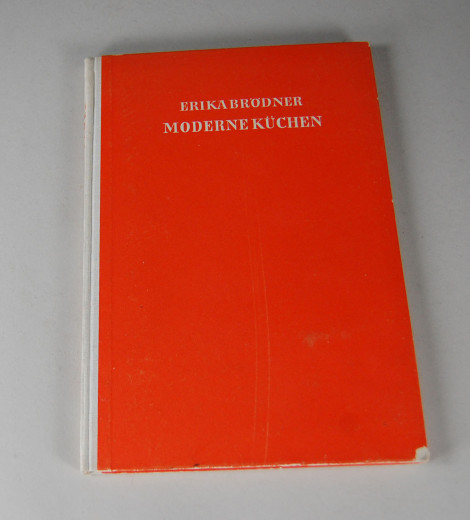 ERIKA BRÖDNER
MODERNE KÜCHEN